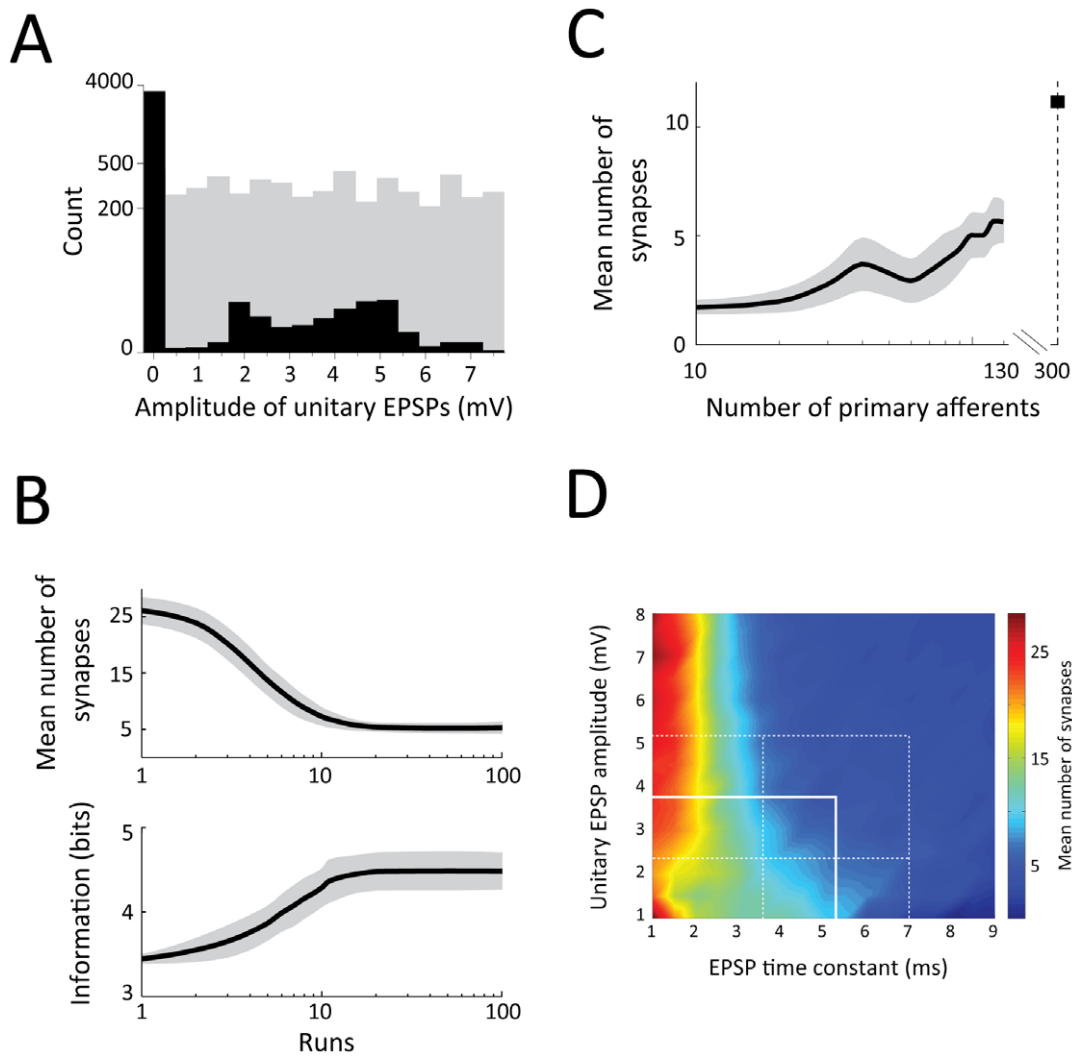 A
4000
500
200
0
Count
0 1 2 3 4 5 6 7
Amplitude of unitary EPSPs (mV)
C
10
5
0
Mean number of
synapses
10 130 300
Number of primary afferents
B
25
15
5
Mean number of
synapses
1 10 100
5
4
3
Information (bits)
1 10 100
Runs
D
8
7
6
5
4
3
2
1
Unitary EPSP amplitude (mV)
1 2 3 4 5 6 7 8 9
EPSP time constant (ms)
25
15
5
Mean number of synapses